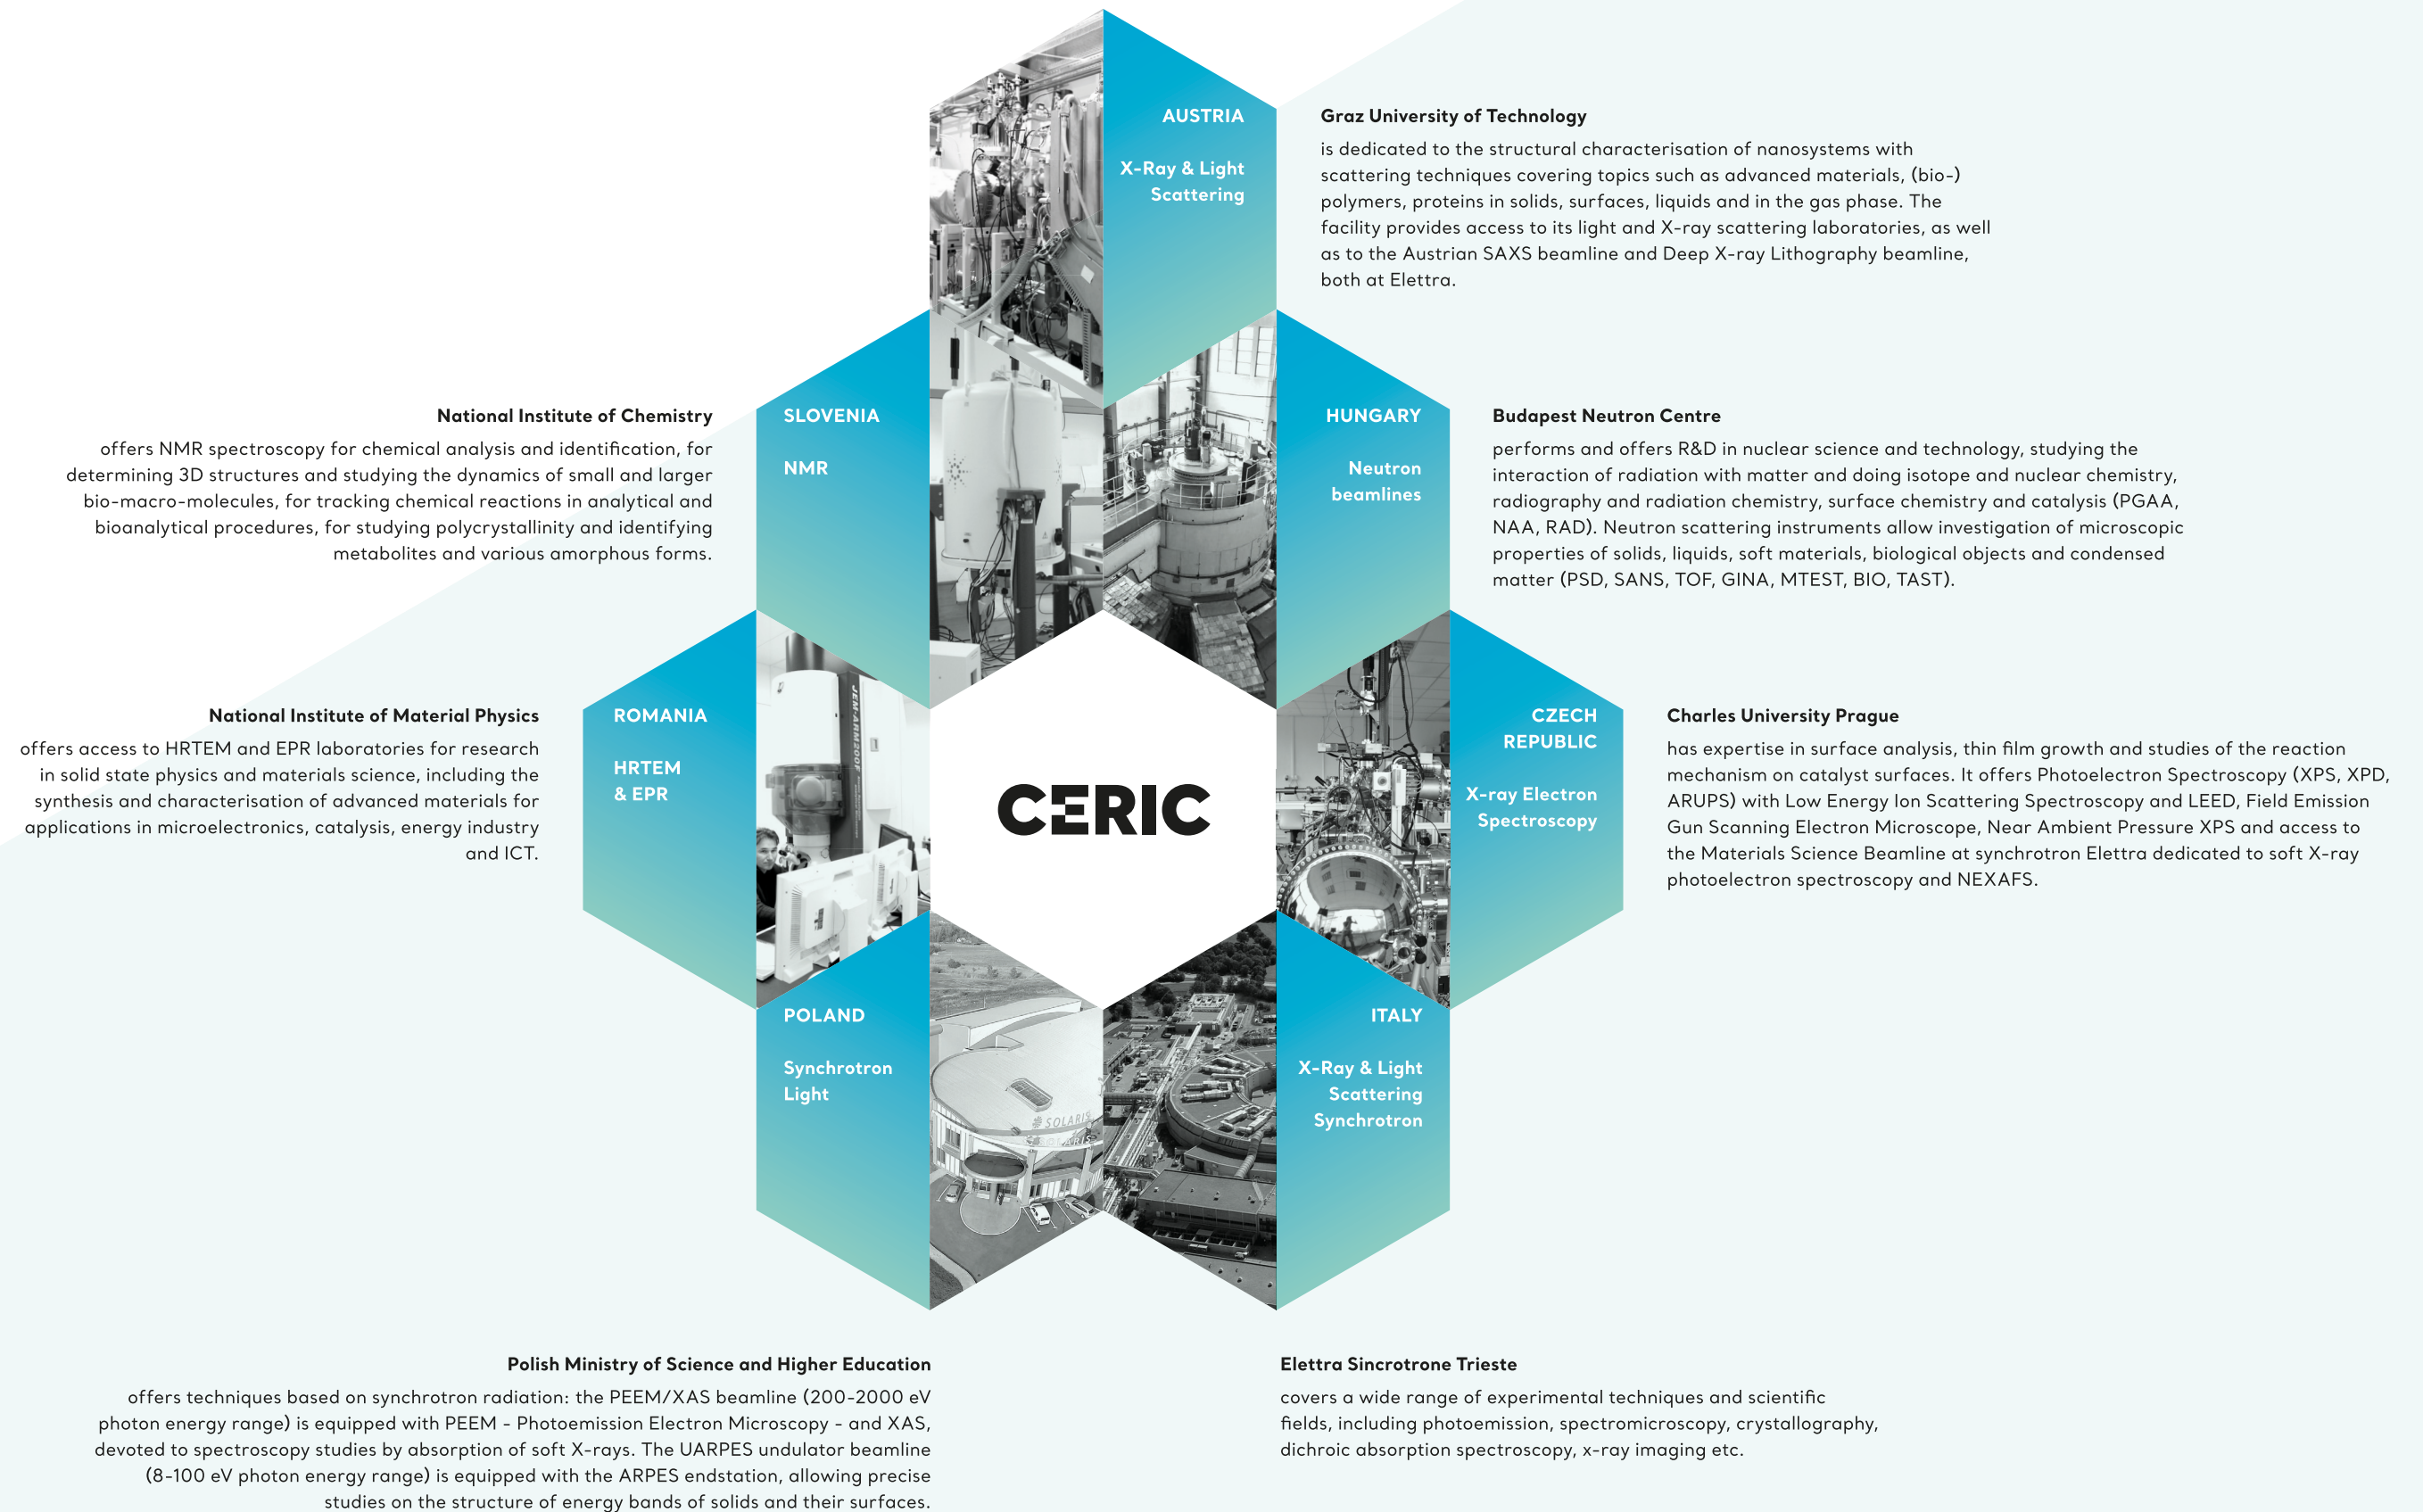 AUSTRIA
X-Ray & Light
Scattering
Graz University of Technology
is dedicated to the structural characterisation of nanosystems with
scattering techniques covering topics such as advanced materials, (bio-)
polymers, proteins in solids, surfaces, liquids and in the gas phase. The
facility provides access to its light and X-ray scattering laboratories, as well
as to the Austrian SAXS beamline and Deep X-ray Lithography beamline,
both at Elettra.
National Institute of Chemistry
offers NMR spectroscopy for chemical analysis and identification, for
determining 3D structures and studying the dynamics of small and larger
bio-macro-molecules, for tracking chemical reactions in analytical and
bioanalytical procedures, for studying polycrystallinity and identifying
metabolites and various amorphous forms.
SLOVENIA
NMR
HUNGARY
Neutron
beamlines
Budapest Neutron Centre
performs and offers R&D in nuclear science and technology, studying the
interaction of radiation with matter and doing isotope and nuclear chemistry,
radiography and radiation chemistry, surface chemistry and catalysis (PGAA,
NAA, RAD). Neutron scattering instruments allow investigation of microscopic
properties of solids, liquids, soft materials, biological objects and condensed
matter (PSD, SANS, TOF, GINA, MTEST, BIO, TAST).
National Institute of Material Physics
offers access to HRTEM and EPR laboratories for research
in solid state physics and materials science, including the
synthesis and characterisation of advanced materials for
applications in microelectronics, catalysis, energy industry
and ICT.
ROMANIA
HRTEM
& EPR
JEM-ARM200F
CERIC
CZECH
REPUBLIC
X-ray Electron
Spectroscopy
Charles University Prague
has expertise in surface analysis, thin film growth and studies of the reaction
mechanism on catalyst surfaces. It offers Photoelectron Spectroscopy (XPS, XPD,
ARUPS) with Low Energy Ion Scattering Spectroscopy and LEED, Field Emission
Gun Scanning Electron Microscope, Near Ambient Pressure XPS and access to
the Materials Science Beamline at synchrotron Elettra dedicated to soft X-ray
photoelectron spectroscopy and NEXAFS.
POLAND
Synchrotron
Light
SOLARIS
SOLARIS
ITALY
X-Ray & Light
Scattering
Synchrotron
Polish Ministry of Science and Higher Education
offers techniques based on synchrotron radiation: the PEEM/XAS beamline (200-2000 eV
photon energy range) is equipped with PEEM - Photoemission Electron Microscopy - and XAS,
devoted to spectroscopy studies by absorption of soft X-rays. The UARPES undulator beamline
(8-100 eV photon energy range) is equipped with the ARPES endstation, allowing precise
studies on the structure of energy bands of solids and their surfaces.
Elettra Sincrotrone Trieste
covers a wide range of experimental techniques and scientific
fields, including photoemission, spectromicroscopy, crystallography,
dichroic absorption spectroscopy, x-ray imaging etc.